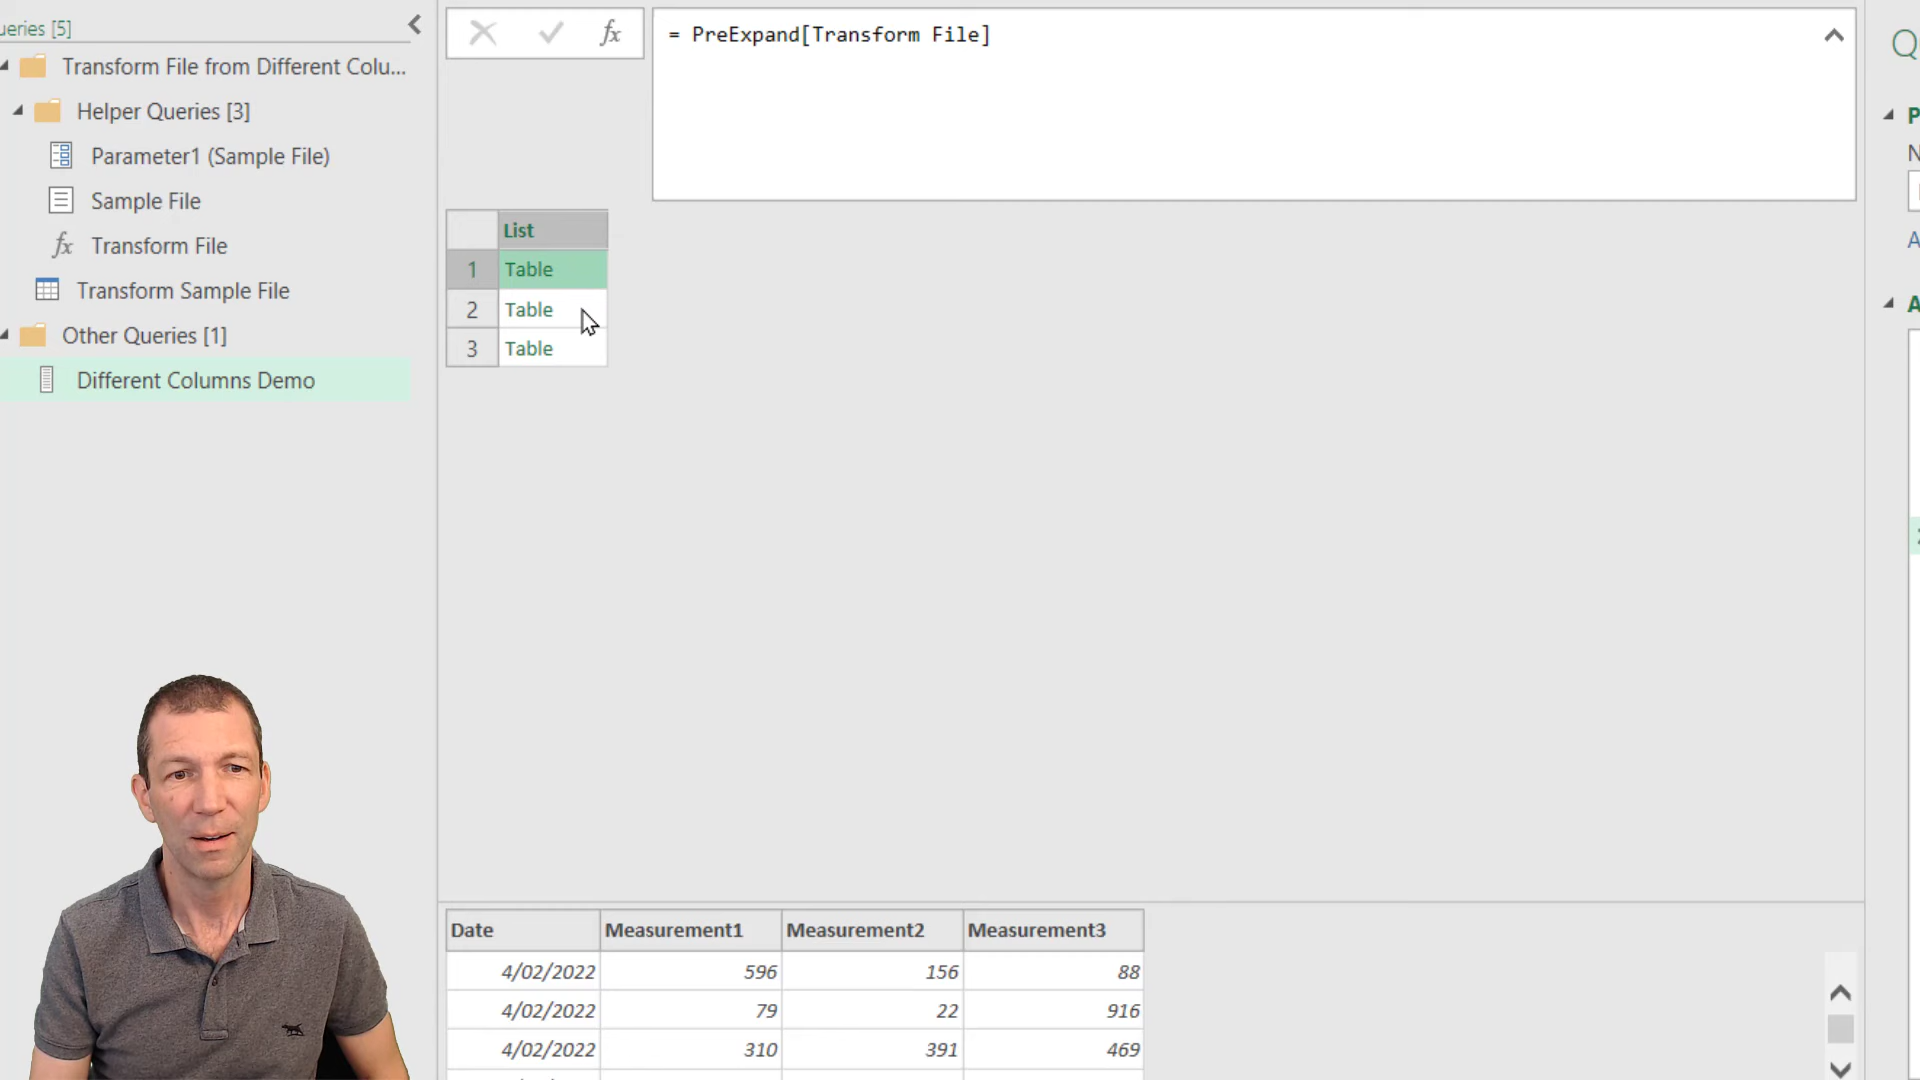 ueries [5]
Transform File from Different Colu...
Helper Queries [3]
Parameter1 (Sample File)
Sample File
fx Transform File
Transform Sample File
Other Queries [1]
Different Columns Demo
fx
= PreExpand[Transform File]
List
1 Table
2 Table
3 Table
Date Measurement1 Measurement2 Measurement3
4/02/2022 596 156 88
4/02/2022 79 22 916
4/02/2022 310 391 469
Q
P
N
A
A